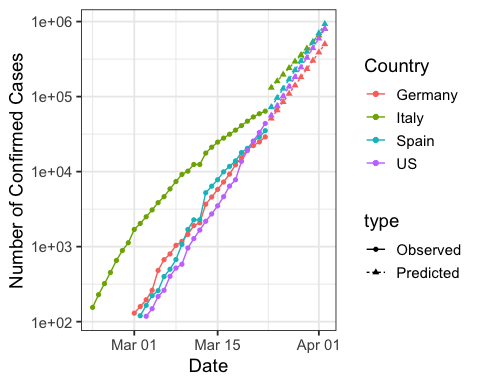 Number of Confirmed Cases
1e+06
1e+05
1e+04
1e+03
1e+02
Mar 01
Mar 15
Apr 01
Date
Country
Germany
Italy
Spain
US
type
Observed
Predicted